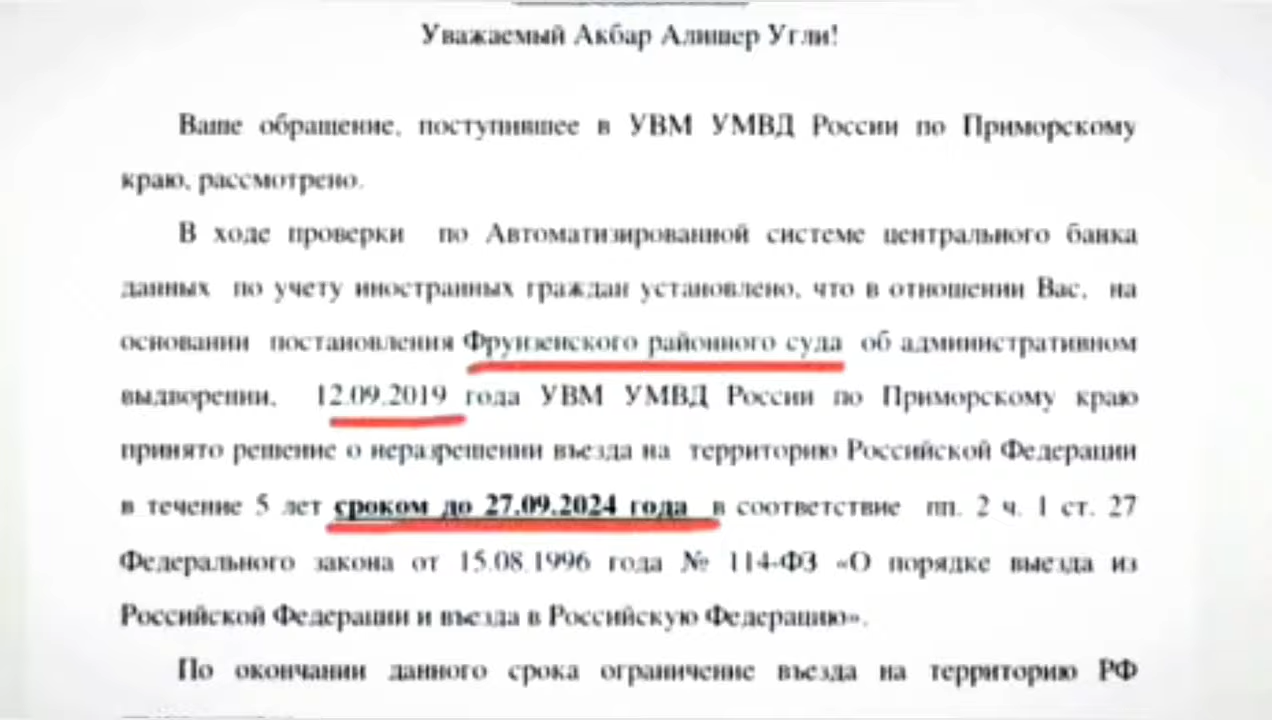 Уважаемый Акбар Алишер Угли!
Ваше обращение, поступившее в УВМ УМВД России по Приморскому
краю, рассмотрено.
В ходе проверки по Автоматизированной системе центрального банка
данных по учету иностранных граждан установлено, что в отношении Вас, на
основании постановления Фрунзенского районного суда об административном
выдворении, 12.09.2019 года УВМ УМВД России по Приморскому краю
принято решение о неразрешении въезда на территорию Российской Федерации
в течение 5 лет сроком до 27.09.2024 года в соответствие пп. 2 ч. 1 ст. 27
Федерального закона от 15.08.1996 года № 114-ФЗ «О порядке выезда из
Российской Федерации и въезда в Российскую Федерацию».
По окончании данного срока ограничение въезда на территорию РФ